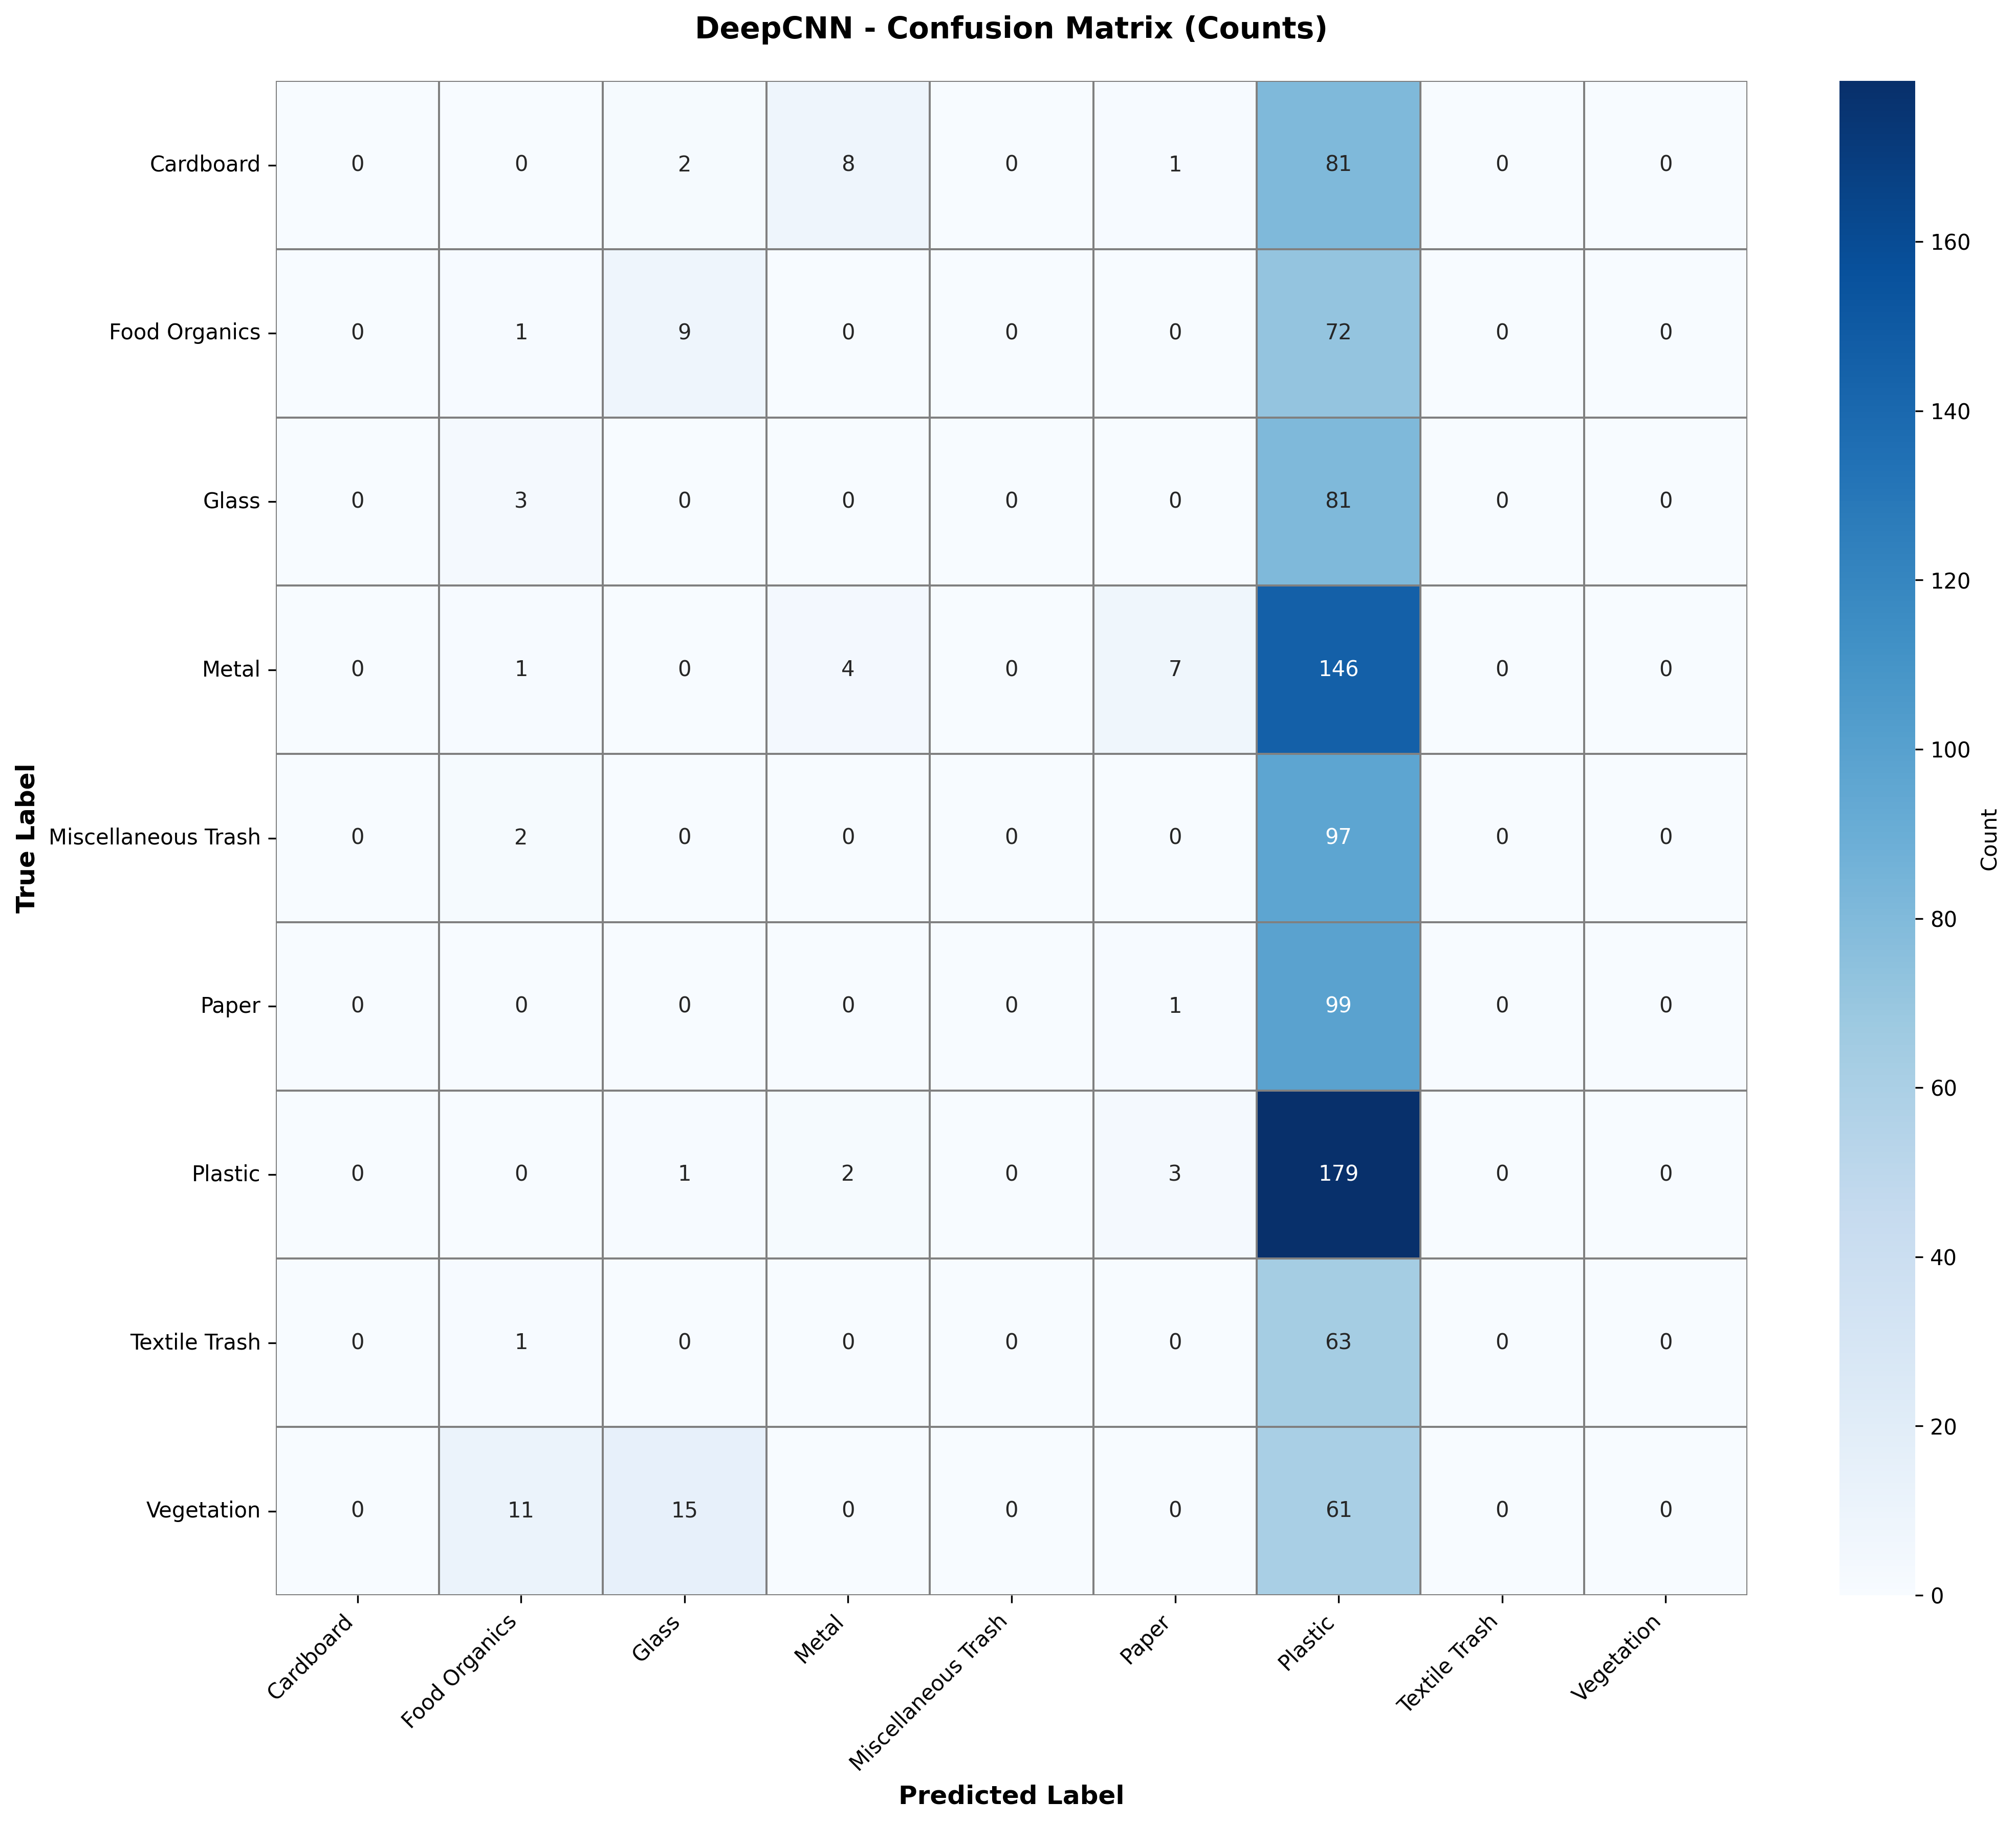 DeepCNN - Confusion Matrix (Counts)
Cardboard 0 0 2 8 0 1 81 0 0
Food Organics 0 1 9 0 0 0 72 0 0
Glass 0 3 0 0 0 0 81 0 0
Metal 0 1 0 4 0 7 146 0 0
Miscellaneous Trash 0 2 0 0 0 0 97 0 0
Paper 0 0 0 0 0 1 99 0 0
Plastic 0 0 1 2 0 3 179 0 0
Textile Trash 0 1 0 0 0 0 63 0 0
Vegetation 0 11 15 0 0 0 61 0 0
True Label
Cardboard
Food Organics
Glass
Metal
Miscellaneous Trash
Paper
Plastic
Textile Trash
Vegetation
Predicted Label
160
140
120
100
80
60
40
20
0
Count